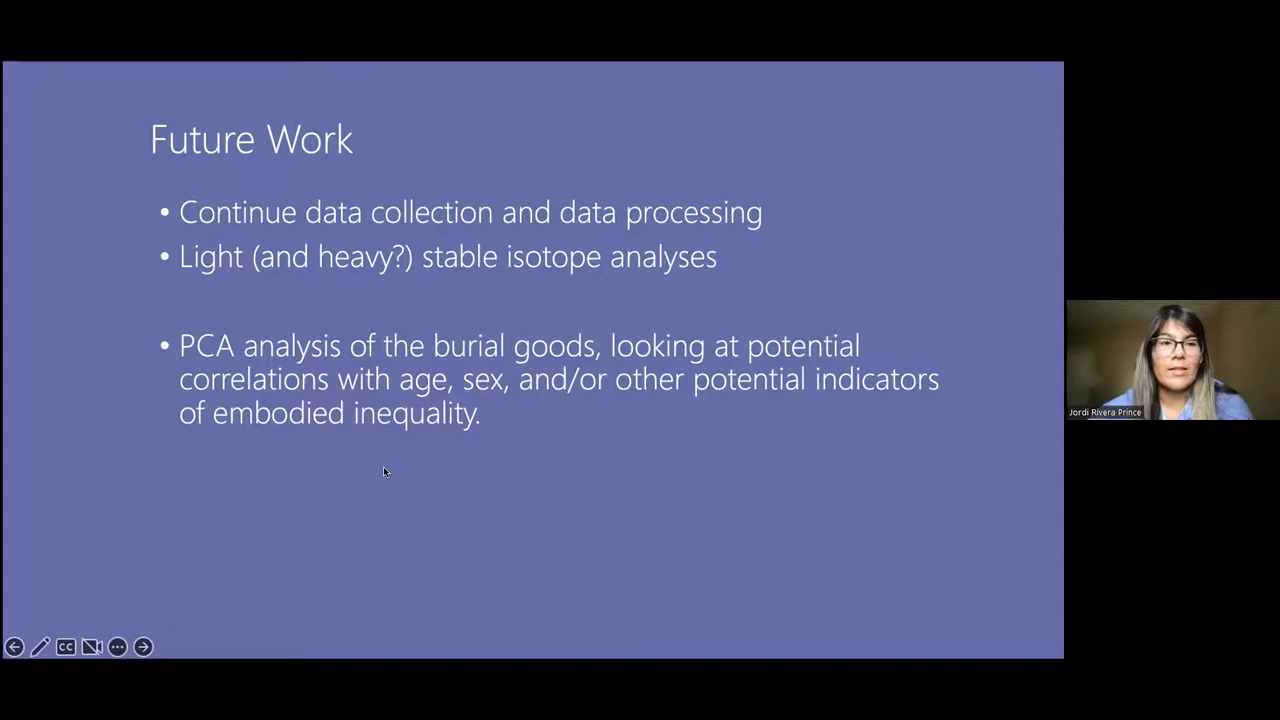 Future Work
• Continue data collection and data processing
• Light (and heavy?) stable isotope analyses
• PCA analysis of the burial goods, looking at potential
correlations with age, sex, and/or other potential indicators
of embodied inequality.
Jordi Rivera Prince
CC